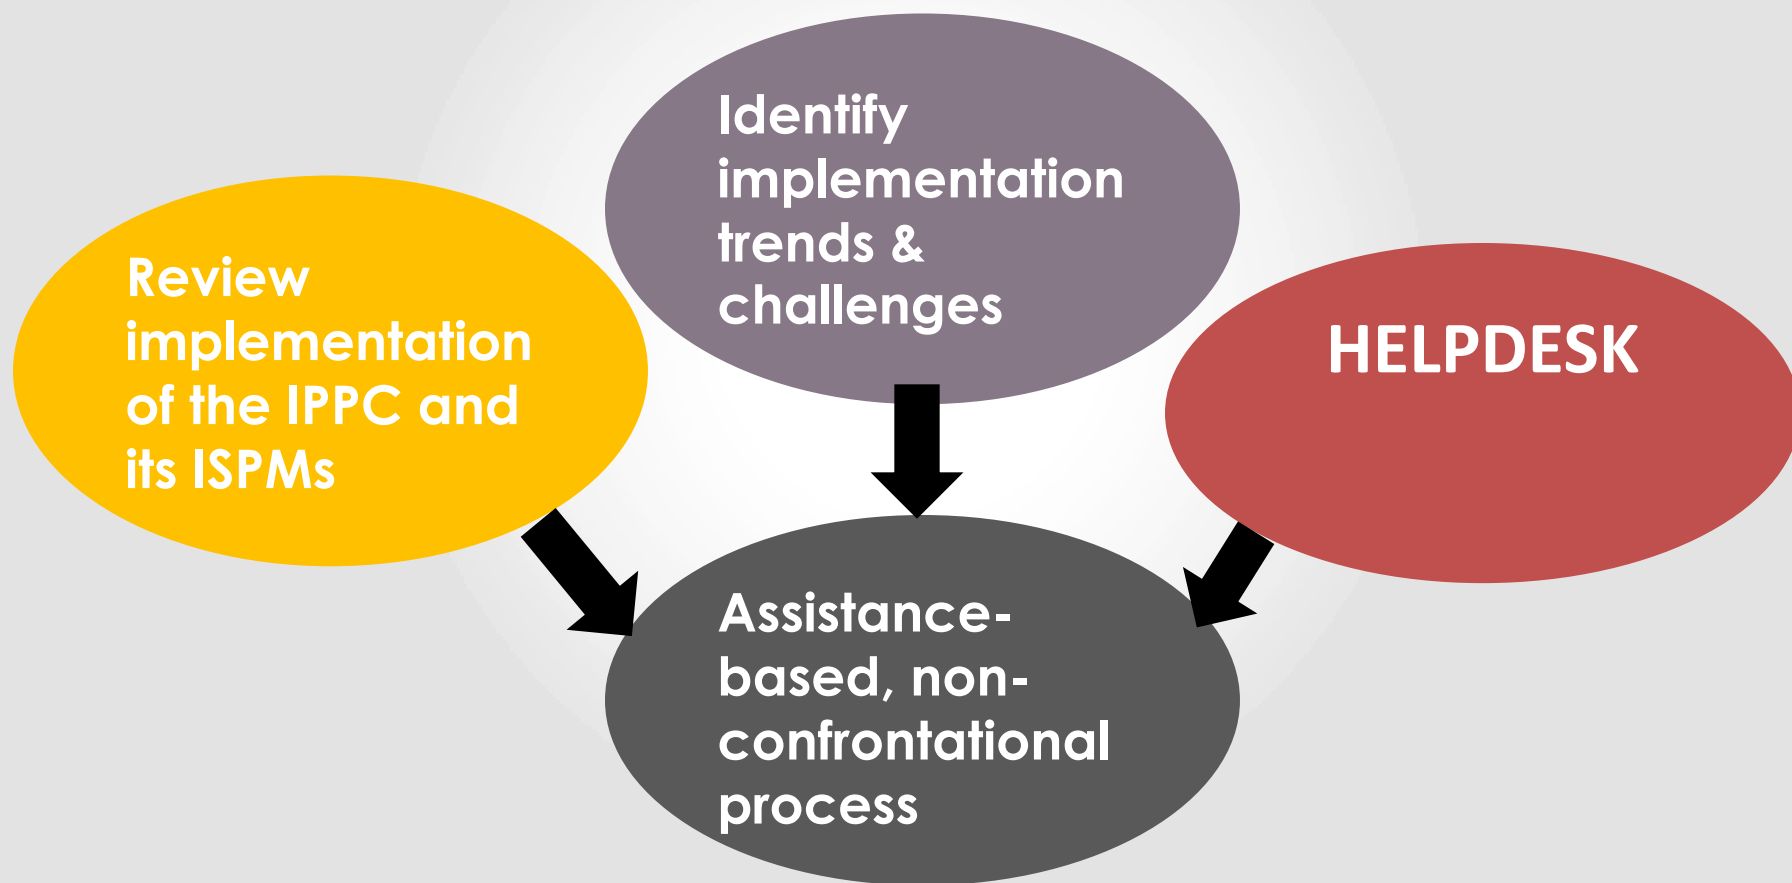 Identify
implementation
trends &
challenges
Review
implementation
of the IPPC and
its ISPMs
HELPDESK
Assistance-
based, non-
confrontational
process